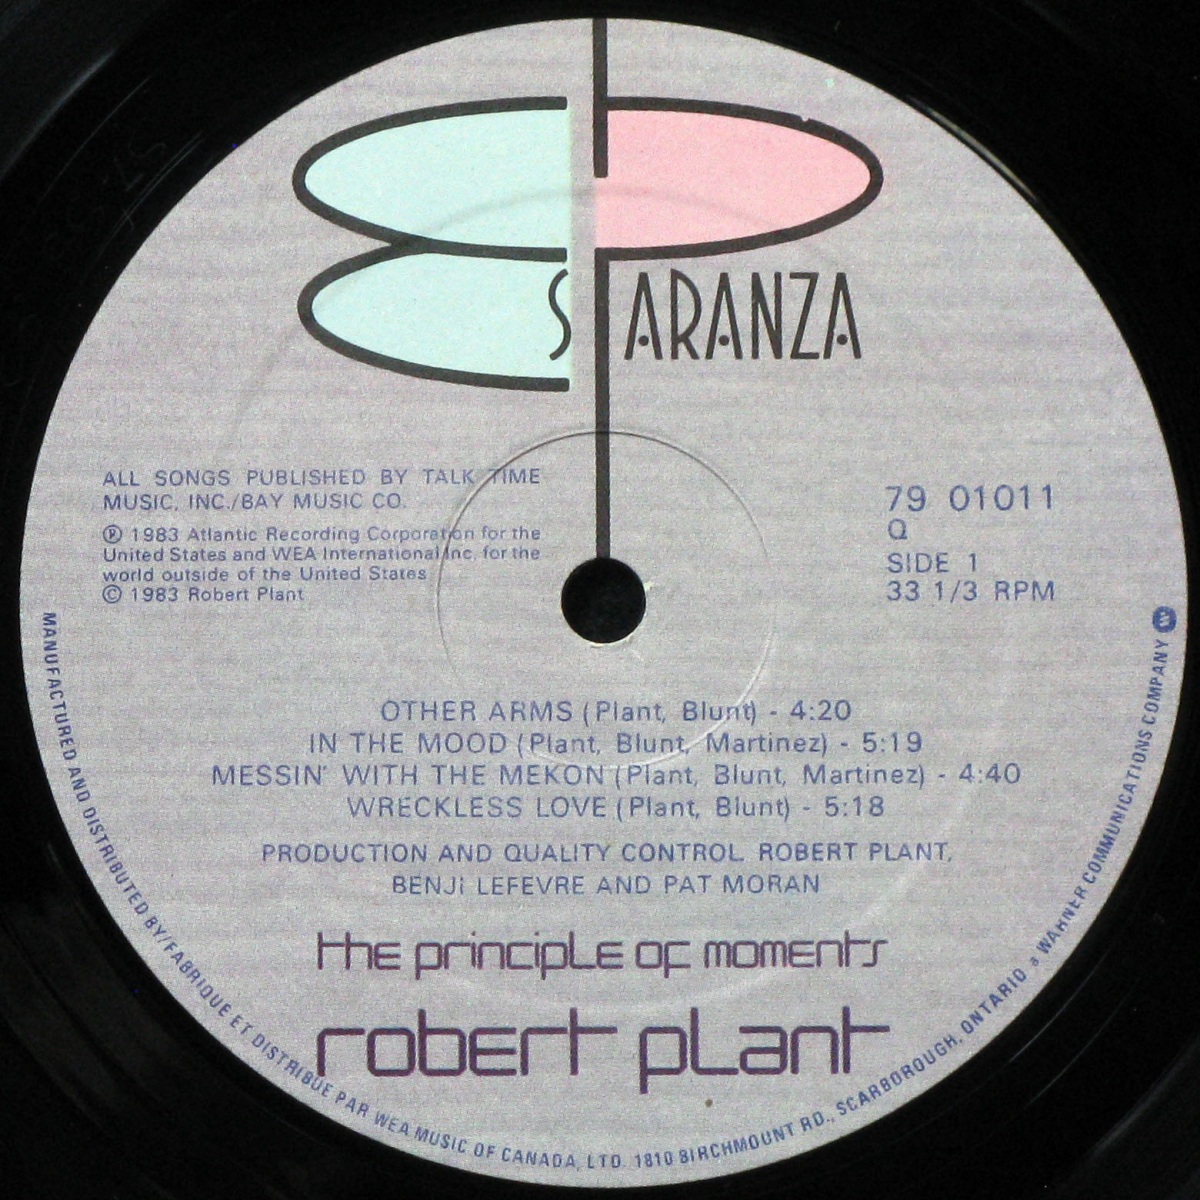 ESPARANZA
ALL SONGS PUBLISHED BY TALK TIME
MUSIC, INC./BAY MUSIC CO.
℗ 1983 Atlantic Recording Corporation for the
United States and WEA International Inc. for the
world outside of the United States
© 1983 Robert Plant
79 01011
Q
SIDE 1
33 1/3 RPM
OTHER ARMS (Plant, Blunt) - 4:20
IN THE MOOD (Plant, Blunt, Martinez) - 5:19
MESSIN' WITH THE MEKON (Plant, Blunt, Martinez) - 4:40
WRECKLESS LOVE (Plant, Blunt) - 5:18
PRODUCTION AND QUALITY CONTROL ROBERT PLANT,
BENJI LEFEVRE AND PAT MORAN
the principle of moments
robert plant
MANUFACTURED AND DISTRIBUTED BY/FABRIQUE ET DISTRIBUE PAR WEA MUSIC OF CANADA, LTD. 1810 BIRCHMOUNT RD., SCARBOROUGH, ONTARIO a WARNER COMMUNICATIONS COMPANY